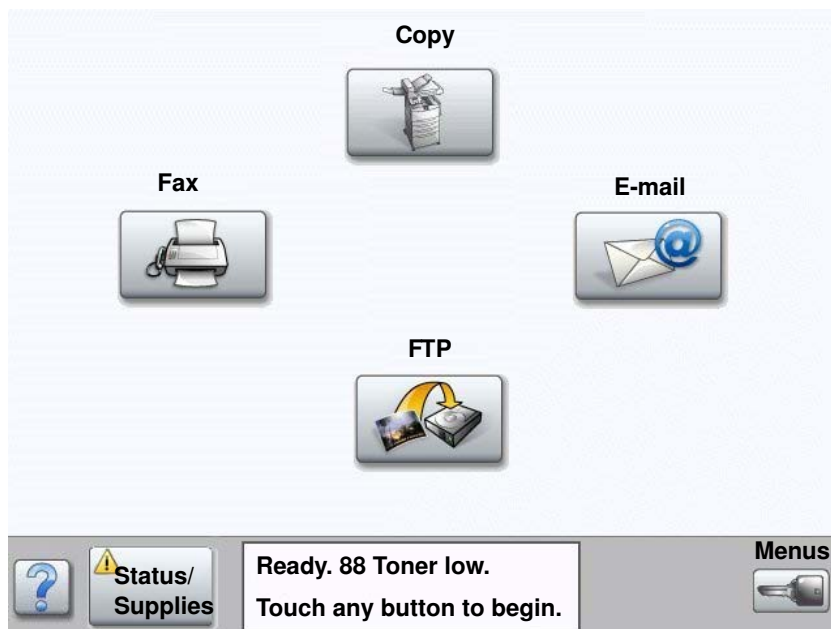 Copy
Fax
E-mail
FTP
Status/
Supplies
Ready. 88 Toner low.
Touch any button to begin.
Menus